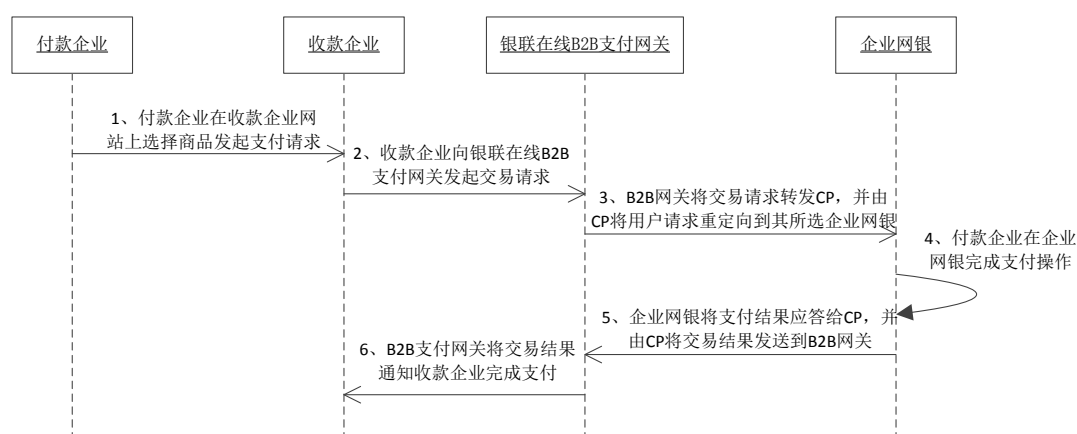 付款企业
收款企业
银联在线B2B支付网关
企业网银
1、付款企业在收款企业网
站上选择商品发起支付请求
2、收款企业向银联在线B2B
支付网关发起交易请求
3、B2B网关将交易请求转发CP，并由
CP将用户请求重定向到其所选企业网银
4、付款企业在企业
网银完成支付操作
5、企业网银将支付结果应答给CP，并
由CP将交易结果发送到B2B网关
6、B2B支付网关将交易结果
通知收款企业完成支付